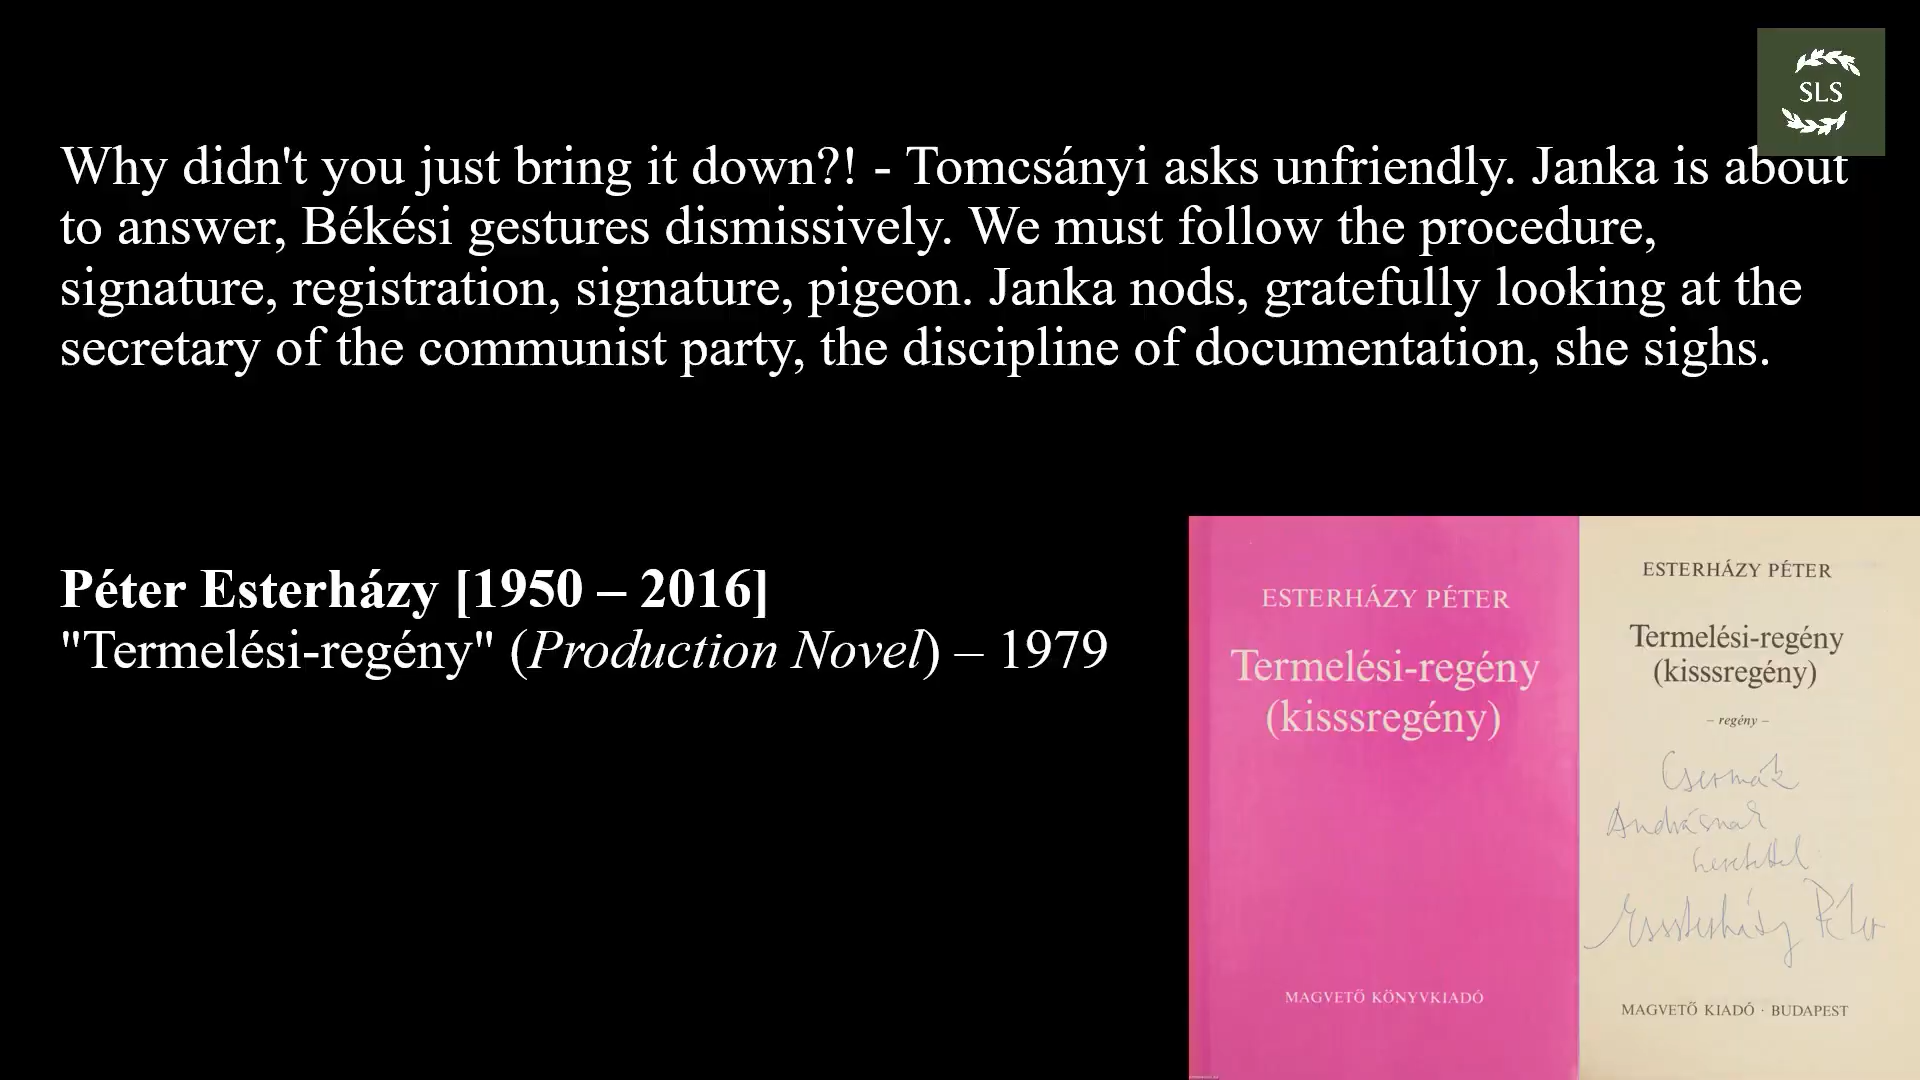 SLS
Why didn't you just bring it down?! - Tomcsányi asks unfriendly. Janka is about
to answer, Békési gestures dismissively. We must follow the procedure,
signature, registration, signature, pigeon. Janka nods, gratefully looking at the
secretary of the communist party, the discipline of documentation, she sighs.
Péter Esterházy [1950 – 2016]
"Termelési-regény" (Production Novel) – 1979
ESTERHÁZY PÉTER
Termelési-regény
(kisssregény)
MAGVETŐ KÖNYVKIADÓ
ESTERHÁZY PÉTER
Termelési-regény
(kisssregény)
– regény –
Csermák
Andrásnak
szeretettel
Esssterházy Péter
MAGVETŐ KIADÓ · BUDAPEST